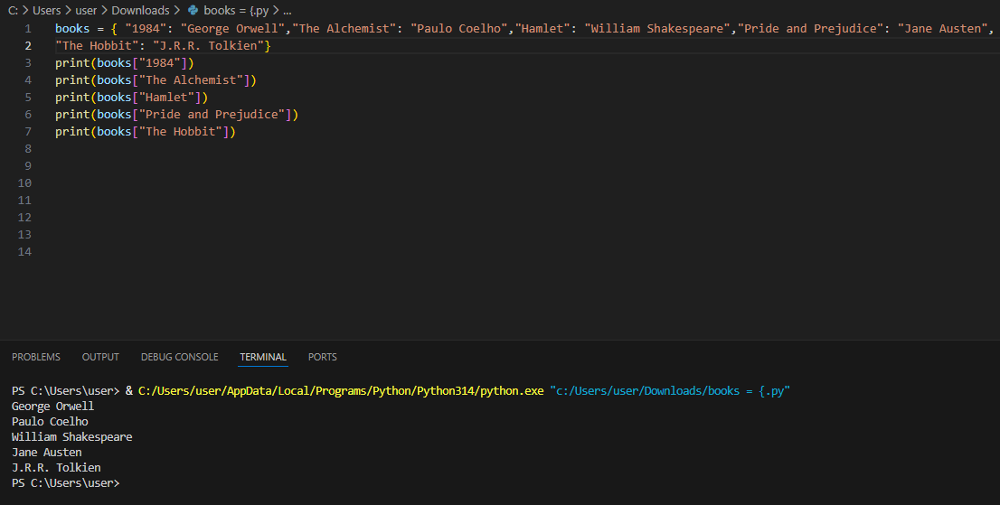 C: > Users > user > Downloads > books = {.py > ...
1 books = { "1984": "George Orwell","The Alchemist": "Paulo Coelho","Hamlet": "William Shakespeare","Pride and Prejudice": "Jane Austen",
2 "The Hobbit": "J.R.R. Tolkien"}
3 print(books["1984"])
4 print(books["The Alchemist"])
5 print(books["Hamlet"])
6 print(books["Pride and Prejudice"])
7 print(books["The Hobbit"])
8
9
10
11
12
13
14
PROBLEMS OUTPUT DEBUG CONSOLE TERMINAL PORTS
PS C:\Users\user> & C:/Users/user/AppData/Local/Programs/Python/Python314/python.exe "c:/Users/user/Downloads/books = {.py"
George Orwell
Paulo Coelho
William Shakespeare
Jane Austen
J.R.R. Tolkien
PS C:\Users\user>